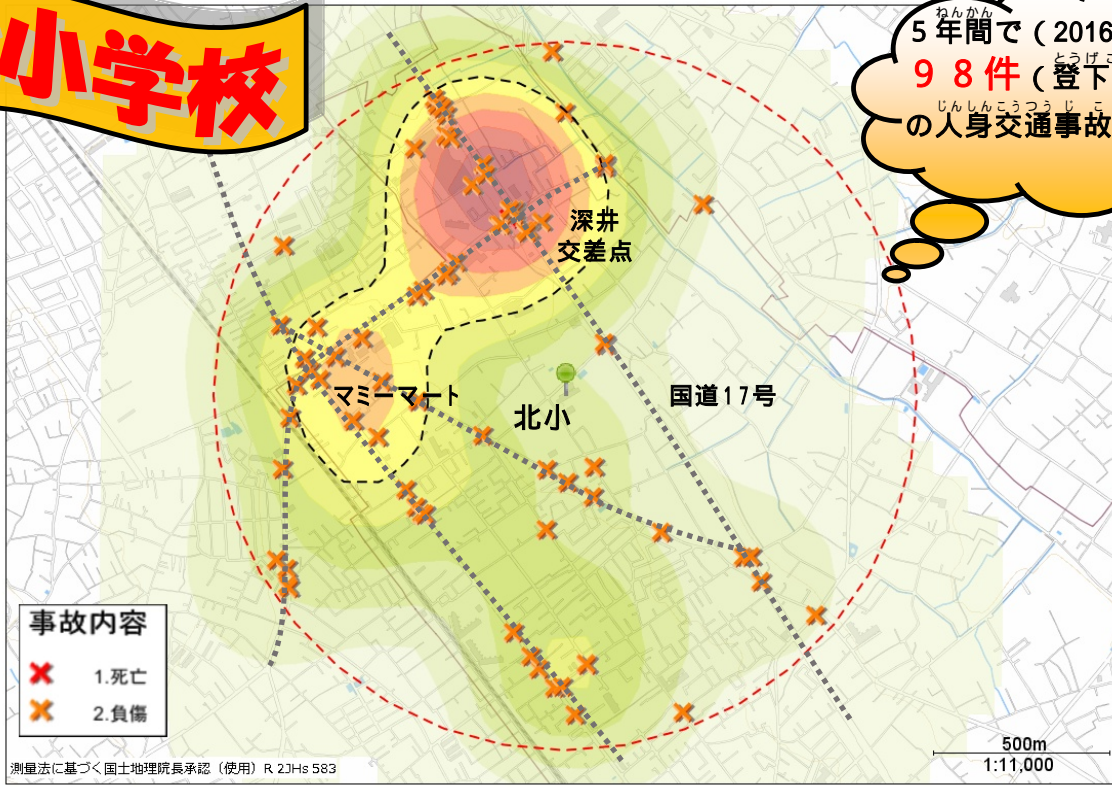 小学校
ねんかん
5年間で(2016
とうげこ
98件(登下
じんしんこうつうじこ
の人身交通事故
深井
交差点
マミーマート
北小
国道17号
事故内容
1.死亡
2.負傷
500m
1:11,000
測量法に基づく国土地理院長承認(使用)R 2JHs 583